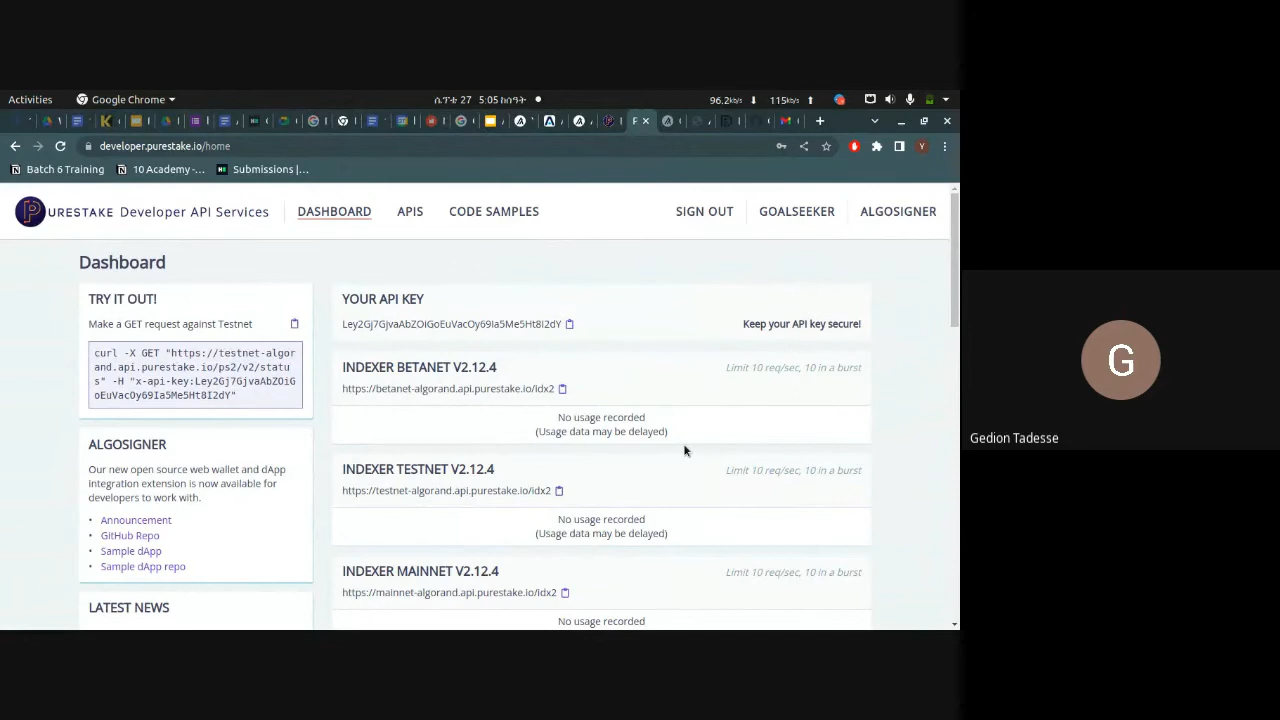 Activities
Google Chrome
ሴፕቴ 27 5:05 ከሰዓት
96.2kb/s
115kb/s
developer.purestake.io/home
Batch 6 Training
10 Academy -...
Submissions |...
PURESTAKE Developer API Services
DASHBOARD
APIS
CODE SAMPLES
SIGN OUT
GOALSEEKER
ALGOSIGNER
Dashboard
TRY IT OUT!
Make a GET request against Testnet
curl -X GET "https://testnet-algor
and.api.purestake.io/ps2/v2/statu
s" -H "x-api-key:Ley2Gj7GjvaAbZOiG
oEuVacOy69Ia5Me5Ht8I2dY"
ALGOSIGNER
Our new open source web wallet and dApp
integration extension is now available for
developers to work with.
• Announcement
• GitHub Repo
• Sample dApp
• Sample dApp repo
LATEST NEWS
YOUR API KEY
Ley2Gj7GjvaAbZOiGoEuVacOy69Ia5Me5Ht8I2dY
Keep your API key secure!
INDEXER BETANET V2.12.4
Limit 10 req/sec, 10 in a burst
https://betanet-algorand.api.purestake.io/idx2
No usage recorded
(Usage data may be delayed)
INDEXER TESTNET V2.12.4
Limit 10 req/sec, 10 in a burst
https://testnet-algorand.api.purestake.io/idx2
No usage recorded
(Usage data may be delayed)
INDEXER MAINNET V2.12.4
Limit 10 req/sec, 10 in a burst
https://mainnet-algorand.api.purestake.io/idx2
No usage recorded
G
Gedion Tadesse